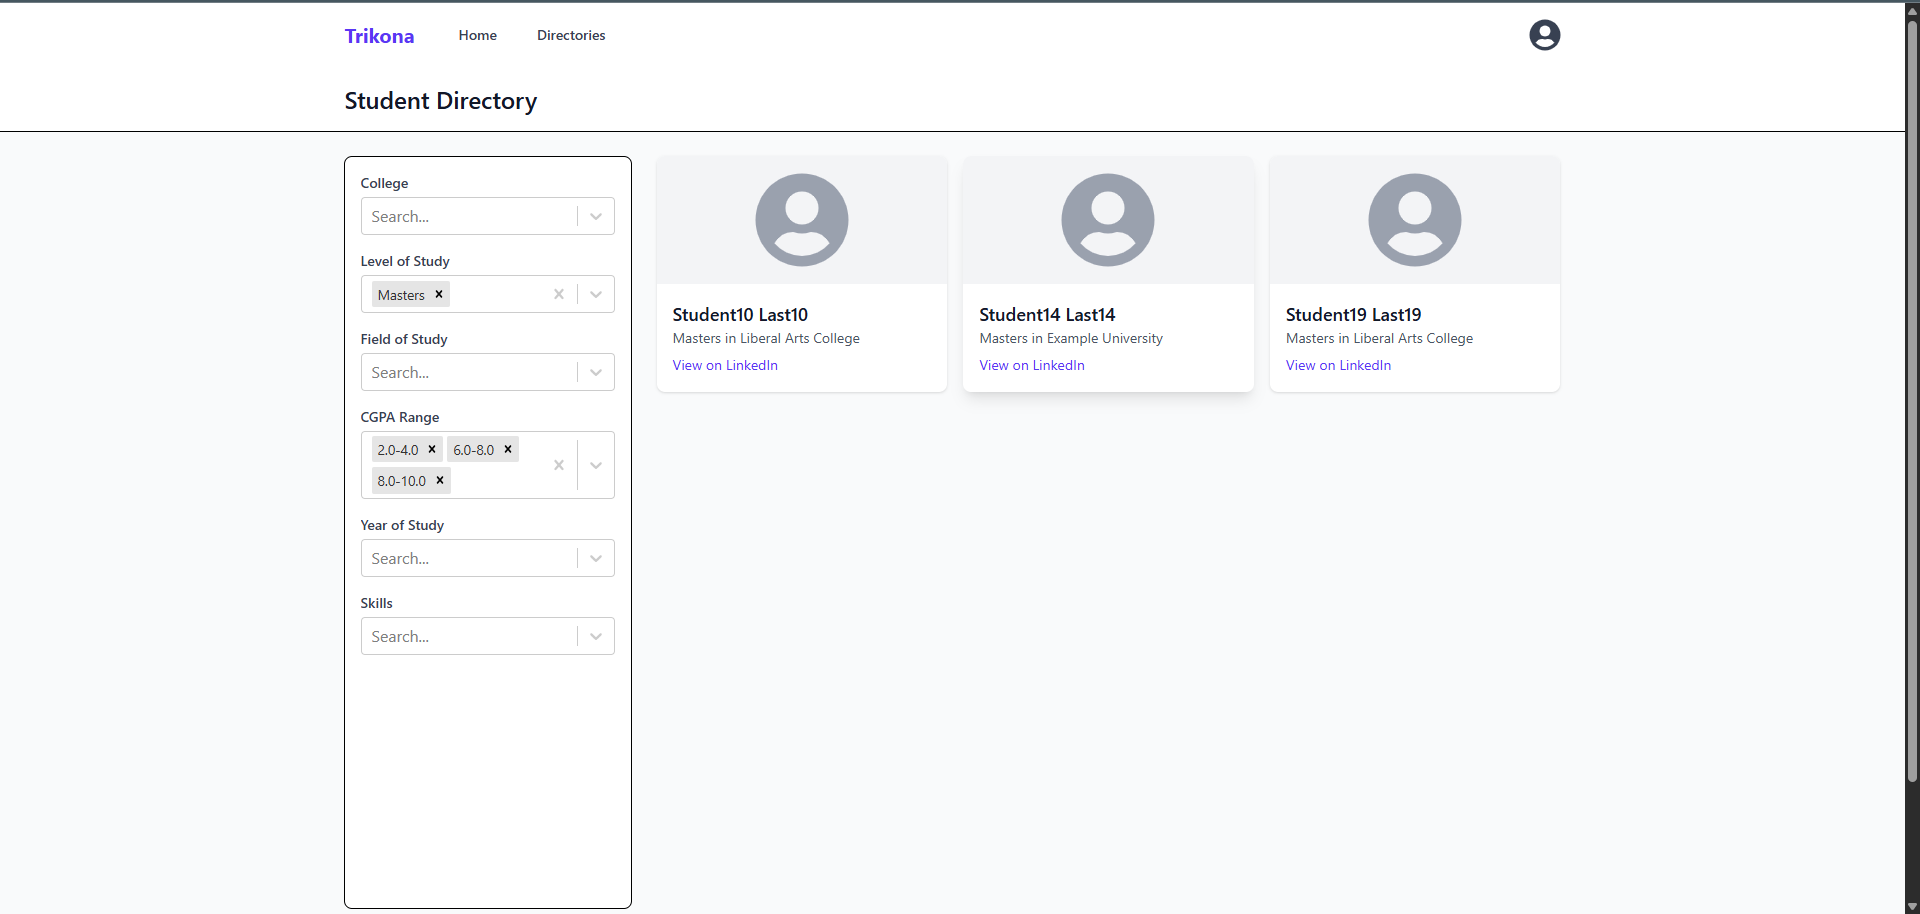 Trikona
Home
Directories
Student Directory
College
Search...
Level of Study
Masters
Field of Study
Search...
CGPA Range
2.0-4.0
6.0-8.0
8.0-10.0
Year of Study
Search...
Skills
Search...
Student10 Last10
Masters in Liberal Arts College
View on LinkedIn
Student14 Last14
Masters in Example University
View on LinkedIn
Student19 Last19
Masters in Liberal Arts College
View on LinkedIn